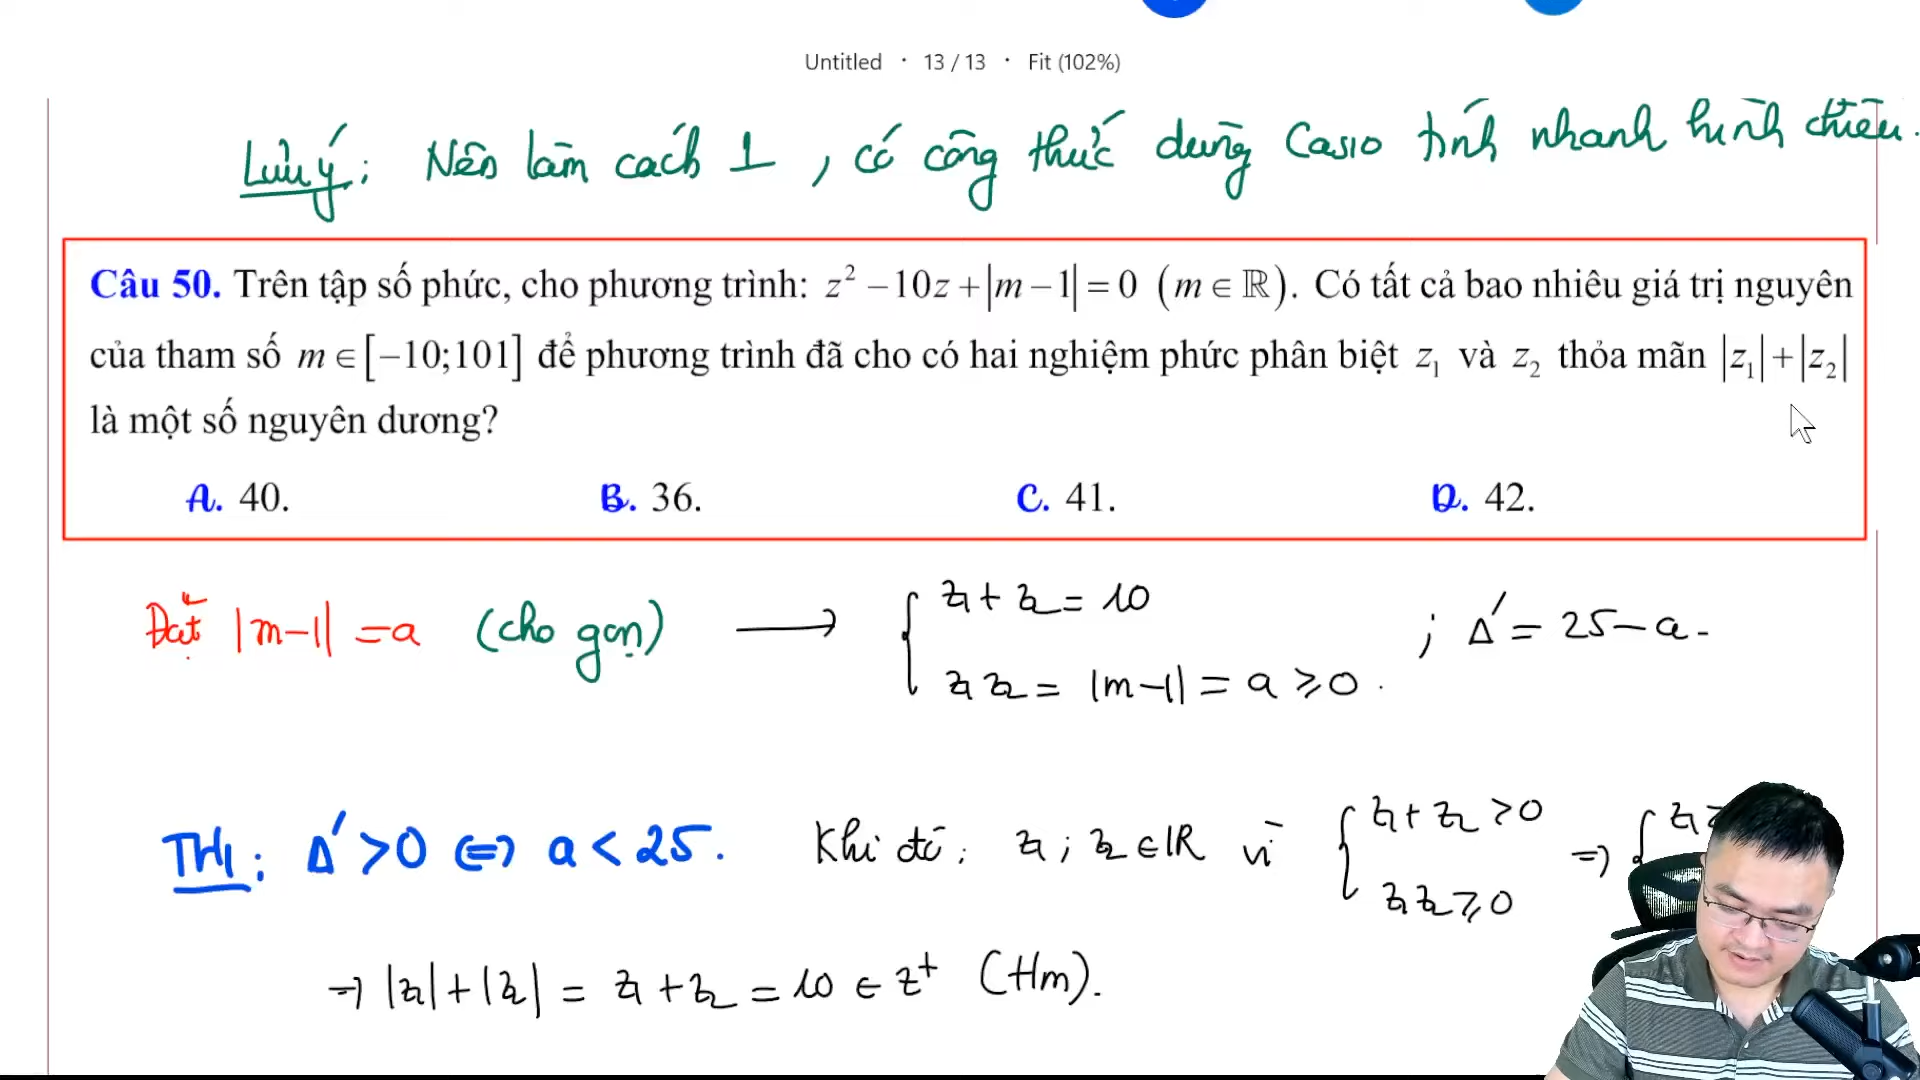 Untitled · 13 / 13 · Fit (102%)
Lưu ý: Nên làm cách 1, có công thức dùng Casio tính nhanh hình chiếu.
Câu 50. Trên tập số phức, cho phương trình: z² − 10z + |m − 1| = 0 (m ∈ ℝ). Có tất cả bao nhiêu giá trị nguyên
của tham số m ∈ [−10;101] để phương trình đã cho có hai nghiệm phức phân biệt z₁ và z₂ thỏa mãn |z₁| + |z₂|
là một số nguyên dương?
A. 40. B. 36. C. 41. D. 42.
Đặt |m−1| = a (cho gọn) → { z₁ + z₂ = 10 ; Δ' = 25 − a.
z₁z₂ = |m−1| = a ≥ 0.
TH1: Δ' > 0 ⇔ a < 25. Khi đó: z₁; z₂ ∈ ℝ vì { z₁ + z₂ > 0 ⇒ { z₁ ≥
z₁z₂ ≥ 0
⇒ |z₁| + |z₂| = z₁ + z₂ = 10 ∈ Z⁺ (t/m).